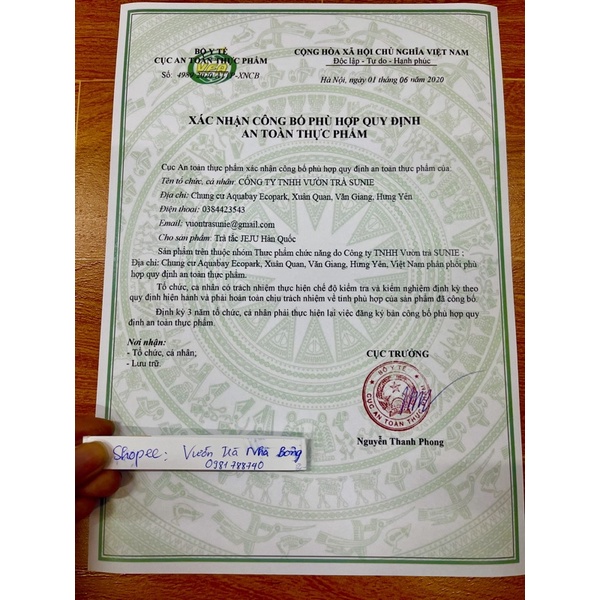 BỘ Y TẾ
CỤC AN TOÀN THỰC PHẨM
CỘNG HÒA XÃ HỘI CHỦ NGHĨA VIỆT NAM
Độc lập - Tự do - Hạnh phúc
Hà Nội, ngay 01 tháng 06 năm 2020
XÁC NHẬN CÔNG BỐ PHÙ HỢP QUY ĐỊNH
AN TOÀN THỰC PHẨM
Cục An toàn thực phẩm xác nhận công bố phù hợp quy định an toàn thực phẩm của:
Tên tổ chức, cá nhân: CÔNG TY TNHH VƯỜN TRÀ SUNIE
Địa chỉ: Chung cư Aquabay Ecopark, Xuân Quan, Văn Giang, Hưng Yên
Điện thoại: 0384423543
Email: vuontrasunie@gmail.com
Cho sản phẩm: Trà tắc JEJU Hàn Quốc
Sản phẩm trên thuộc nhóm Thực phẩm chức năng do Công ty TNHH Vườn trà SUNIE ;
Địa chỉ: Chung cư Aquabay Ecopark, Xuân Quan, Văn Giang, Hưng Yên, Việt Nam phân phối phù
hợp quy định an toàn thực phẩm.
Tổ chức, cá nhân có trách nhiệm thực hiện chế độ kiểm tra và kiểm nghiệm định kỳ theo
quy định hiện hành và phải hoàn toàn chịu trách nhiệm về tính phù hợp của sản phẩm đã công bố.
Định kỳ 3 năm tổ chức, cá nhân phải thực hiện lại việc đăng ký bản công bố phù hợp quy
định an toàn thực phẩm.
Nơi nhận:
- Tổ chức, cá nhân;
- Lưu trữ.
CỤC TRƯỞNG
BỘ Y TẾ
CỤC AN TOÀN THỰC
Nguyễn Thanh Phong
Shopee: Vườn Trà Nhà Bông
0381788740